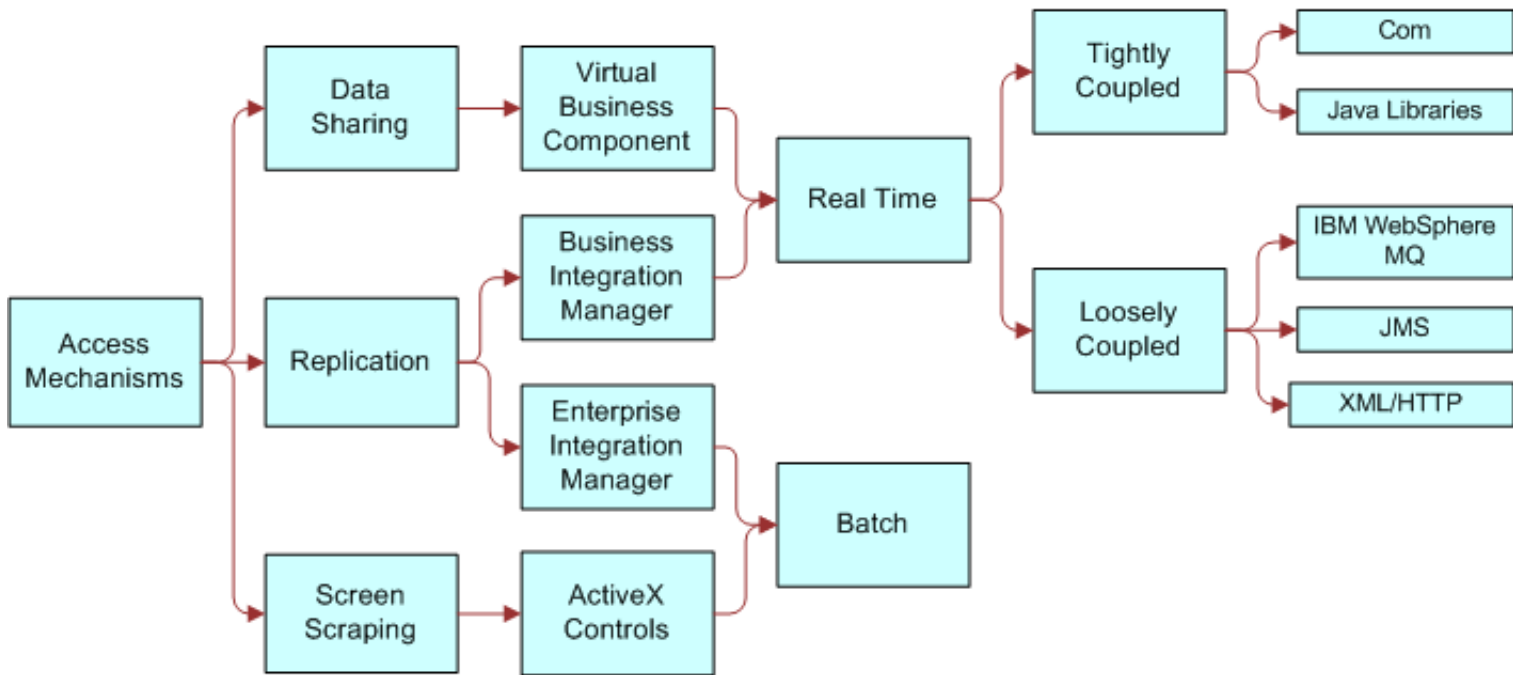 Access
Mechanisms
Data
Sharing
Replication
Screen
Scraping
Virtual
Business
Component
Business
Integration
Manager
Enterprise
Integration
Manager
ActiveX
Controls
Real Time
Batch
Tightly
Coupled
Loosely
Coupled
Com
Java Libraries
IBM WebSphere
MQ
JMS
XML/HTTP